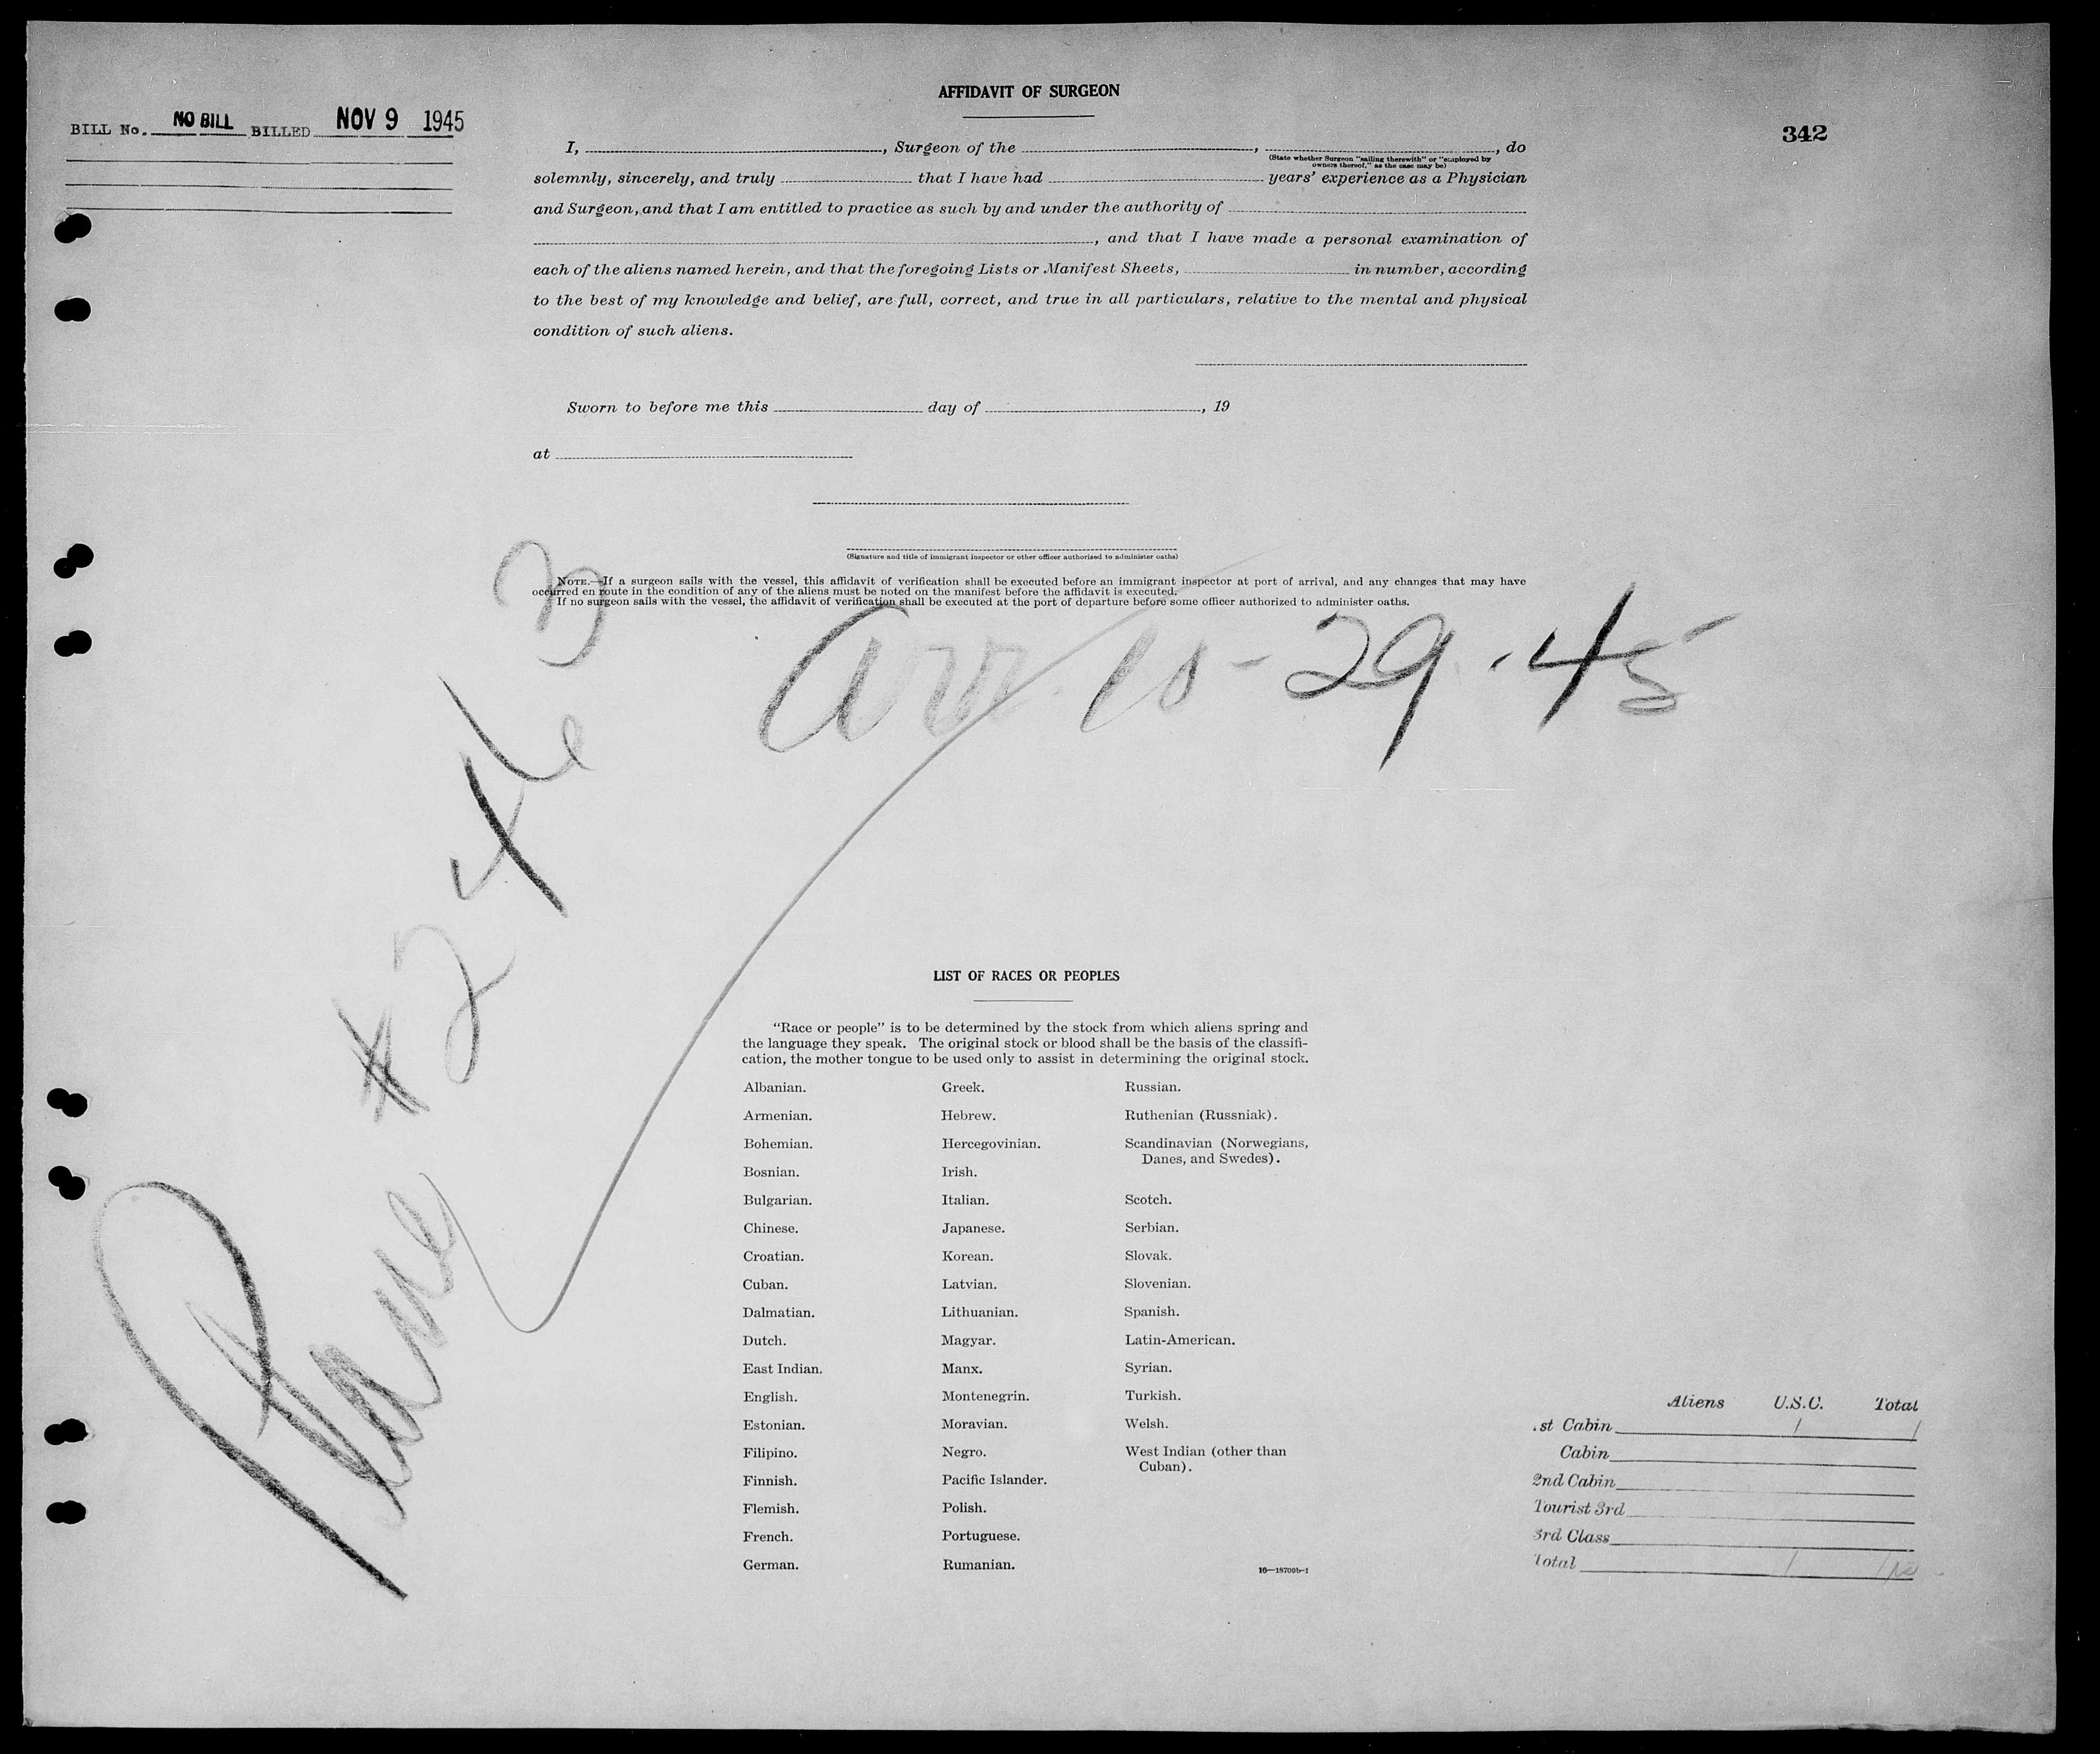 AFFIDAVIT OF SURGEON
BILL No. NO BILL BILLED NOV 9 1945
342
I, , Surgeon of the , , do
(State whether Surgeon "sailing therewith" or "employed by
owners thereof," as the case may be)
solemnly, sincerely, and truly that I have had years' experience as a Physician
and Surgeon, and that I am entitled to practice as such by and under the authority of
, and that I have made a personal examination of
each of the aliens named herein, and that the foregoing Lists or Manifest Sheets, in number, according
to the best of my knowledge and belief, are full, correct, and true in all particulars, relative to the mental and physical
condition of such aliens.
Sworn to before me this day of , 19
at
(Signature and title of immigrant inspector or other officer authorized to administer oaths)
NOTE.—If a surgeon sails with the vessel, this affidavit of verification shall be executed before an immigrant inspector at port of arrival, and any changes that may have
occurred en route in the condition of any of the aliens must be noted on the manifest before the affidavit is executed.
If no surgeon sails with the vessel, the affidavit of verification shall be executed at the port of departure before some officer authorized to administer oaths.
Arr. 10-29-45
Plane #2463
LIST OF RACES OR PEOPLES
"Race or people" is to be determined by the stock from which aliens spring and
the language they speak. The original stock or blood shall be the basis of the classifi-
cation, the mother tongue to be used only to assist in determining the original stock.
Albanian. Greek. Russian.
Armenian. Hebrew. Ruthenian (Russniak).
Bohemian. Hercegovinian. Scandinavian (Norwegians,
Danes, and Swedes).
Bosnian. Irish.
Bulgarian. Italian. Scotch.
Chinese. Japanese. Serbian.
Croatian. Korean. Slovak.
Cuban. Latvian. Slovenian.
Dalmatian. Lithuanian. Spanish.
Dutch. Magyar. Latin-American.
East Indian. Manx. Syrian.
English. Montenegrin. Turkish.
Estonian. Moravian. Welsh.
Filipino. Negro. West Indian (other than
Cuban).
Finnish. Pacific Islander.
Flemish. Polish.
French. Portuguese.
German. Rumanian.
16—18709b-1
Aliens U.S.C. Total
.st Cabin 1 1
Cabin
2nd Cabin
Tourist 3rd
3rd Class
Total 1 1